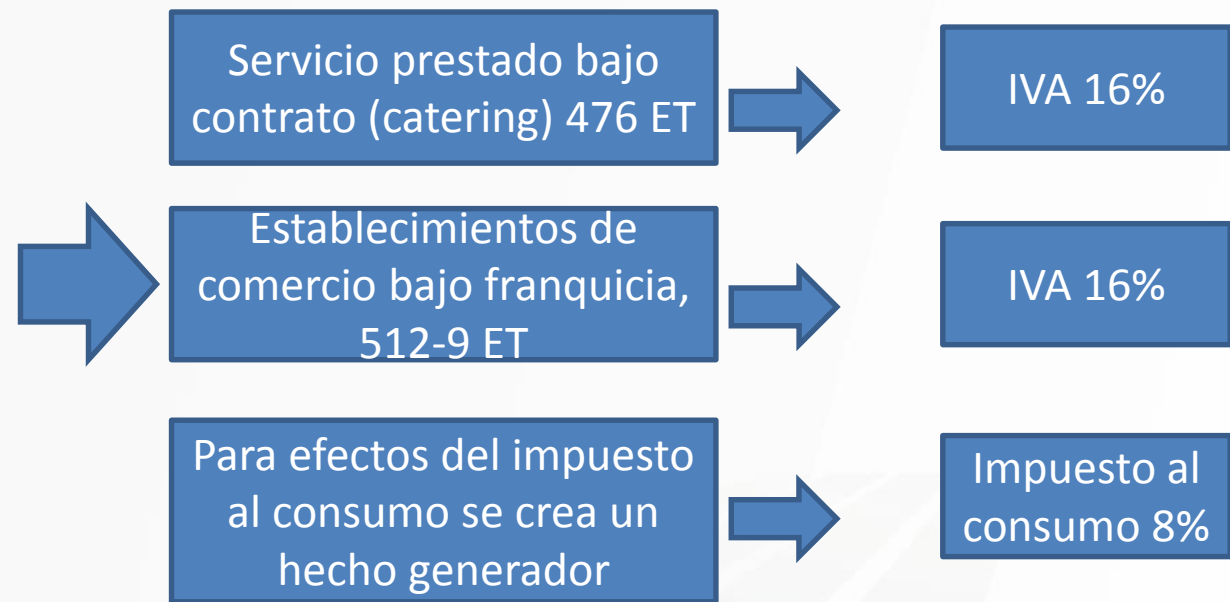 Servicio prestado bajo
contrato (catering) 476 ET
IVA 16%
Establecimientos de
comercio bajo franquicia,
512-9 ET
IVA 16%
Para efectos del impuesto
al consumo se crea un
hecho generador
Impuesto al
consumo 8%